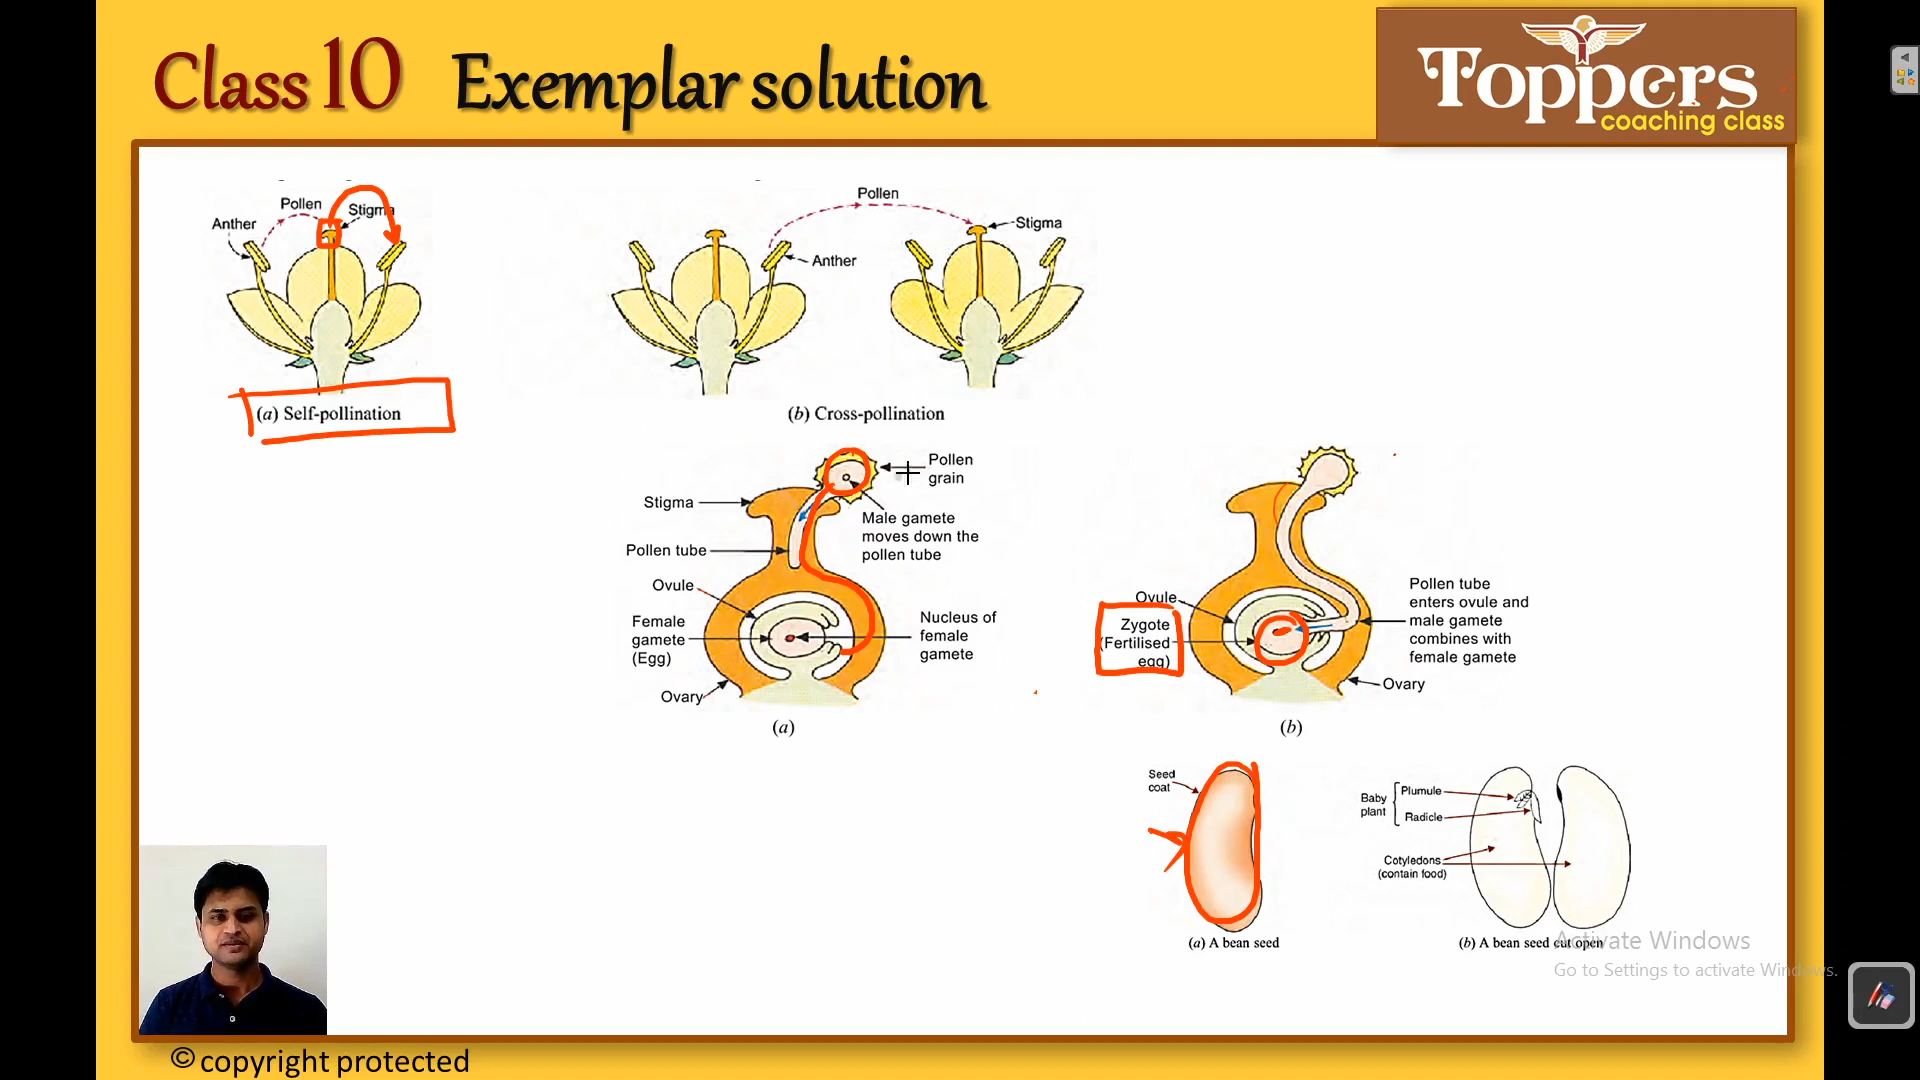 Class 10 Exemplar solution
Toppers
coaching class
Pollen
Stigma
Anther
(a) Self-pollination
Pollen
Stigma
Anther
(b) Cross-pollination
Pollen
grain
Stigma
Male gamete
moves down the
pollen tube
Pollen tube
Ovule
Female
gamete
(Egg)
Nucleus of
female
gamete
Ovary
(a)
Ovule
Zygote
(Fertilised
egg)
Pollen tube
enters ovule and
male gamete
combines with
female gamete
Ovary
(b)
Seed
coat
(a) A bean seed
Baby
plant
Plumule
Radicle
Cotyledons
(contain food)
(b) A bean seed cut open
Activate Windows
Go to Settings to activate Windows.
© copyright protected